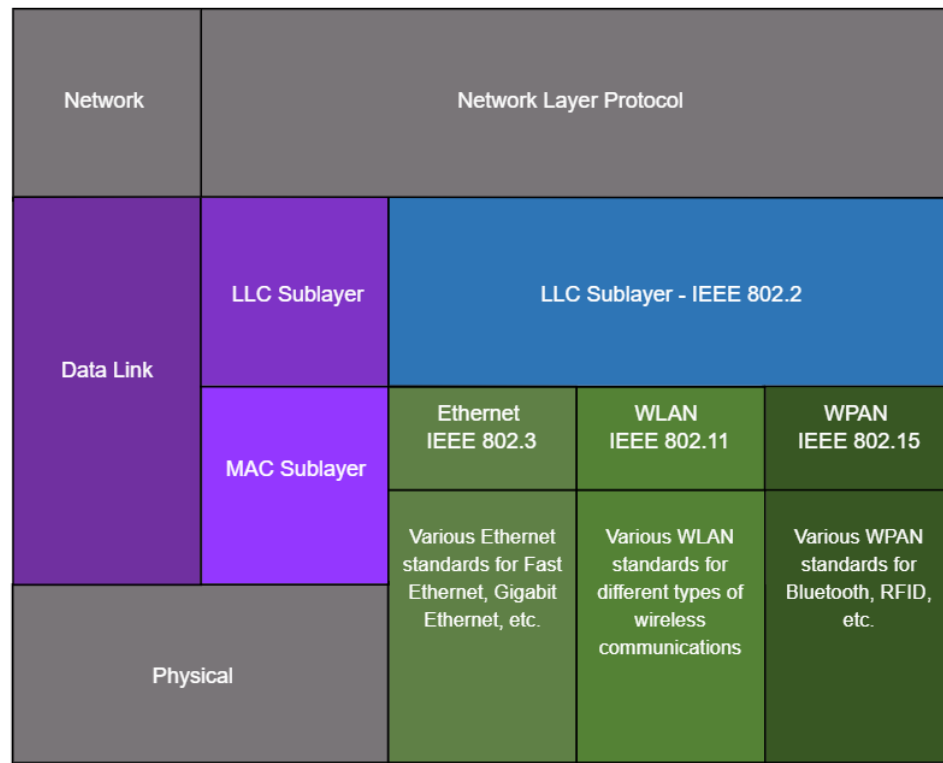 Network
Network Layer Protocol
Data Link
LLC Sublayer
LLC Sublayer - IEEE 802.2
MAC Sublayer
Ethernet
IEEE 802.3
WLAN
IEEE 802.11
WPAN
IEEE 802.15
Various Ethernet
standards for Fast
Ethernet, Gigabit
Ethernet, etc.
Various WLAN
standards for
different types of
wireless
communications
Various WPAN
standards for
Bluetooth, RFID,
etc.
Physical